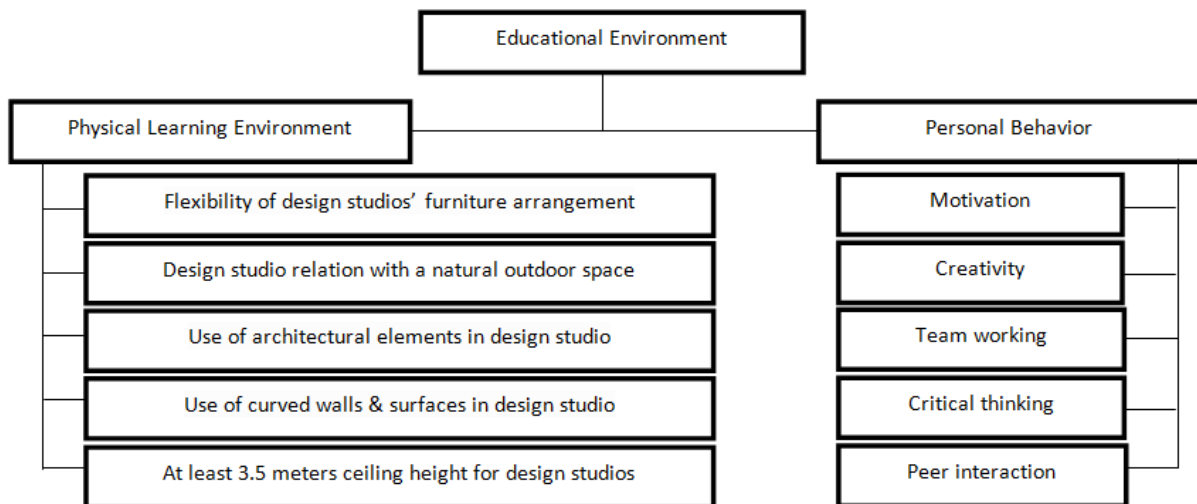 Educational Environment
Physical Learning Environment
Personal Behavior
Flexibility of design studios’ furniture arrangement
Design studio relation with a natural outdoor space
Use of architectural elements in design studio
Use of curved walls & surfaces in design studio
At least 3.5 meters ceiling height for design studios
Motivation
Creativity
Team working
Critical thinking
Peer interaction